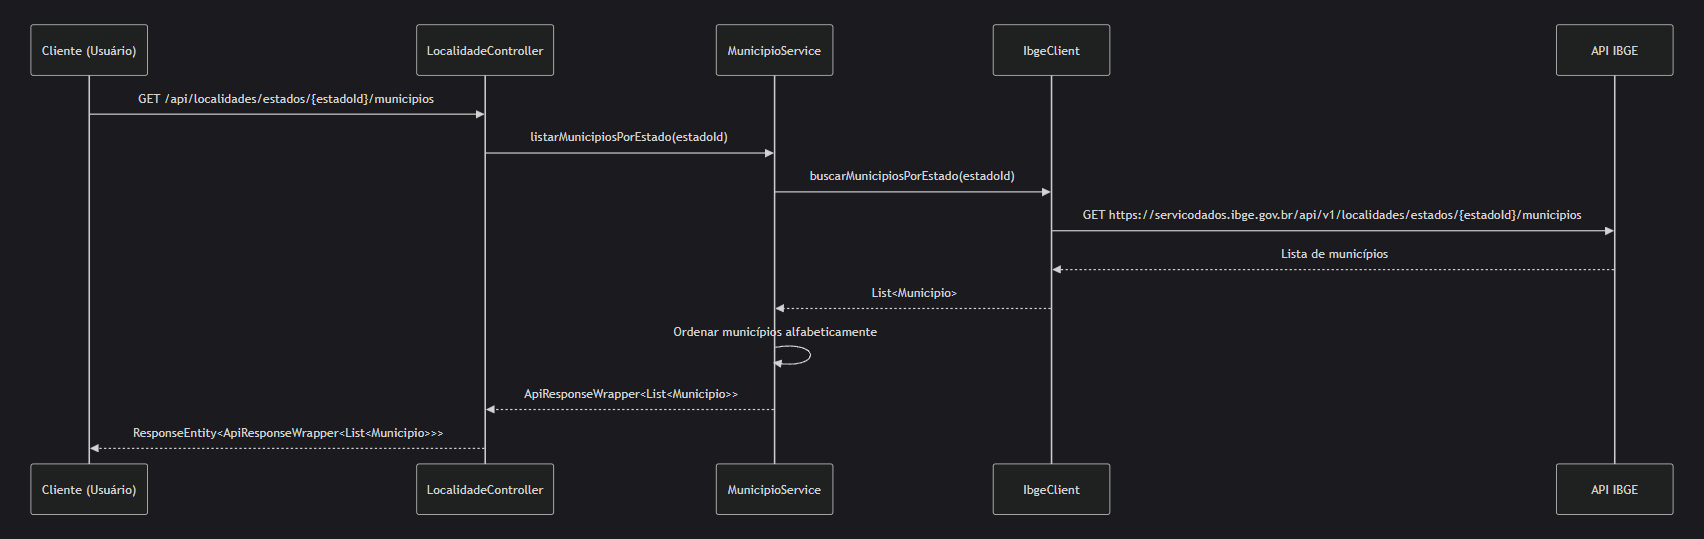 Cliente (Usuário)
LocalidadeController
MunicipioService
IbgeClient
API IBGE
GET /api/localidades/estados/{estadoId}/municipios
listarMunicipiosPorEstado(estadoId)
buscarMunicipiosPorEstado(estadoId)
GET https://servicodados.ibge.gov.br/api/v1/localidades/estados/{estadoId}/municipios
Lista de municípios
List<Municipio>
Ordenar municípios alfabeticamente
ApiResponseWrapper<List<Municipio>>
ResponseEntity<ApiResponseWrapper<List<Municipio>>>
Cliente (Usuário)
LocalidadeController
MunicipioService
IbgeClient
API IBGE